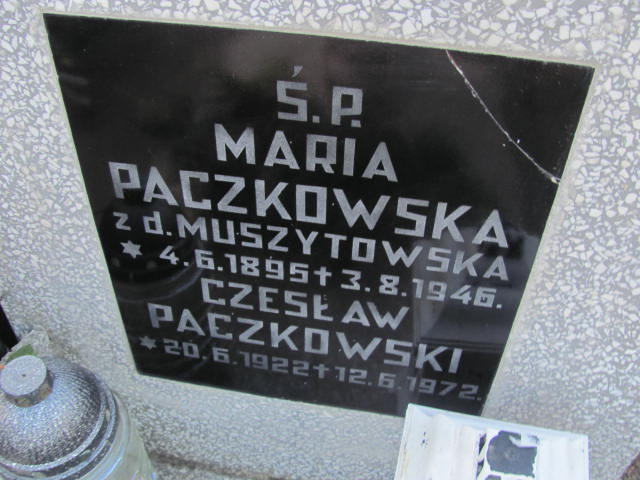 Ś.P.
MARIA
PACZKOWSKA
z d. MUSZYTOWSKA
* 4.6.1895 † 3.8.1946.
CZESŁAW
PACZKOWSKI
* 20.6.1922 † 12.6.1972.